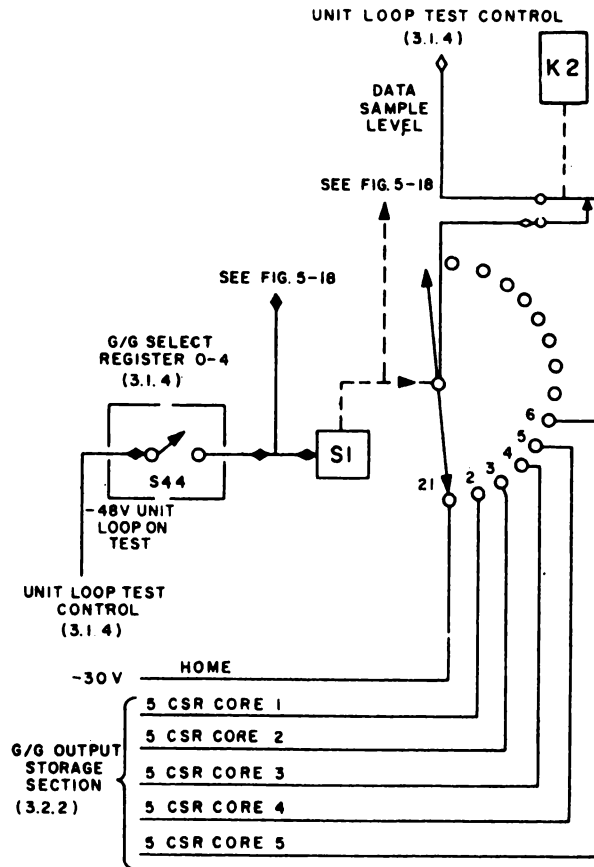 UNIT LOOP TEST CONTROL
(3.1.4)
K2
DATA
SAMPLE
LEVEL
SEE FIG. 5-18
SEE FIG. 5-18
G/G SELECT
REGISTER 0-4
(3.1.4)
S44
S1
-48V UNIT
LOOP ON
TEST
UNIT LOOP TEST
CONTROL
(3.1.4)
6
5
4
3
2
21
-30V
HOME
G/G OUTPUT
STORAGE
SECTION
(3.2.2)
5 CSR CORE 1
5 CSR CORE 2
5 CSR CORE 3
5 CSR CORE 4
5 CSR CORE 5